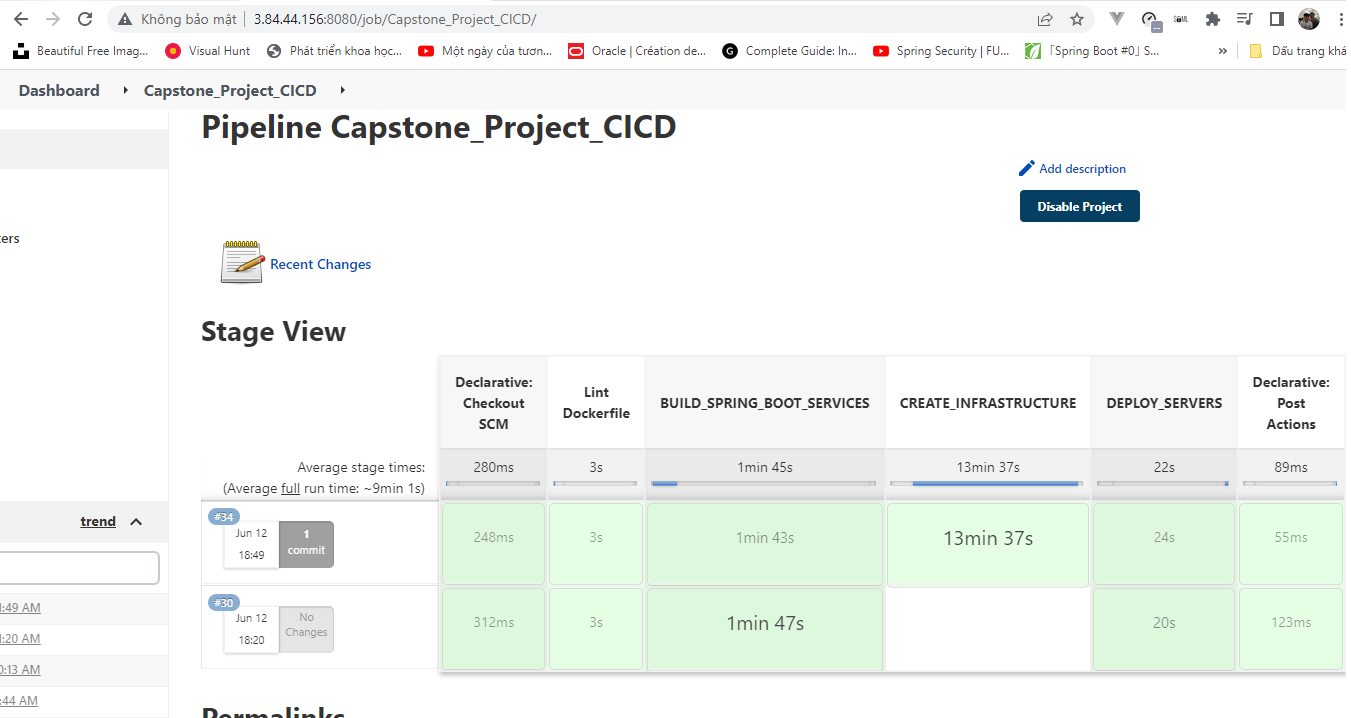 Không bảo mật | 3.84.44.156:8080/job/Capstone_Project_CICD/
Beautiful Free Imag... Visual Hunt Phát triển khoa học... Một ngày của tươn... Oracle | Création de... Complete Guide: In... Spring Security | FU... 「Spring Boot #0」 S... » Dấu trang khá
Dashboard Capstone_Project_CICD
Pipeline Capstone_Project_CICD
Add description
Disable Project
ters
Recent Changes
Stage View
Declarative: Checkout SCM
Lint Dockerfile
BUILD_SPRING_BOOT_SERVICES
CREATE_INFRASTRUCTURE
DEPLOY_SERVERS
Declarative: Post Actions
Average stage times:
(Average full run time: ~9min 1s)
280ms 3s 1min 45s 13min 37s 22s 89ms
trend
#34
Jun 12
18:49
1
commit
248ms 3s 1min 43s 13min 37s 24s 55ms
#30
Jun 12
18:20
No
Changes
312ms 3s 1min 47s 20s 123ms
:49 AM
:20 AM
0:13 AM
:44 AM
Permalinks